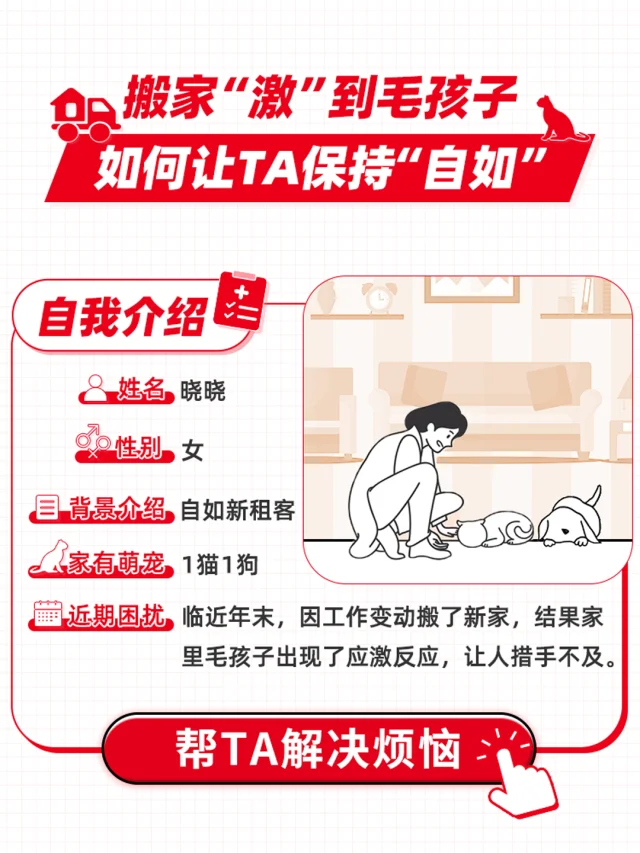 搬家“激”到毛孩子
如何让TA保持“自如”
自我介绍
姓名 晓晓
性别 女
背景介绍 自如新租客
家有萌宠 1猫1狗
近期困扰 临近年末，因工作变动搬了新家，结果家
里毛孩子出现了应激反应，让人措手不及。
帮TA解决烦恼